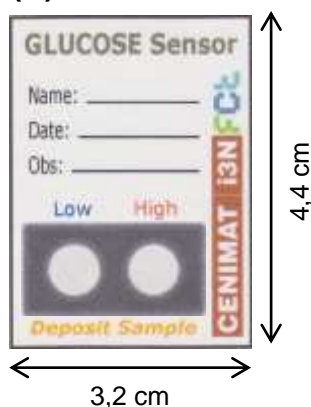 GLUCOSE Sensor
Name:
Date:
Obs:
Low High
Deposit Sample
CENIMAT i3N FCt
4,4 cm
3,2 cm